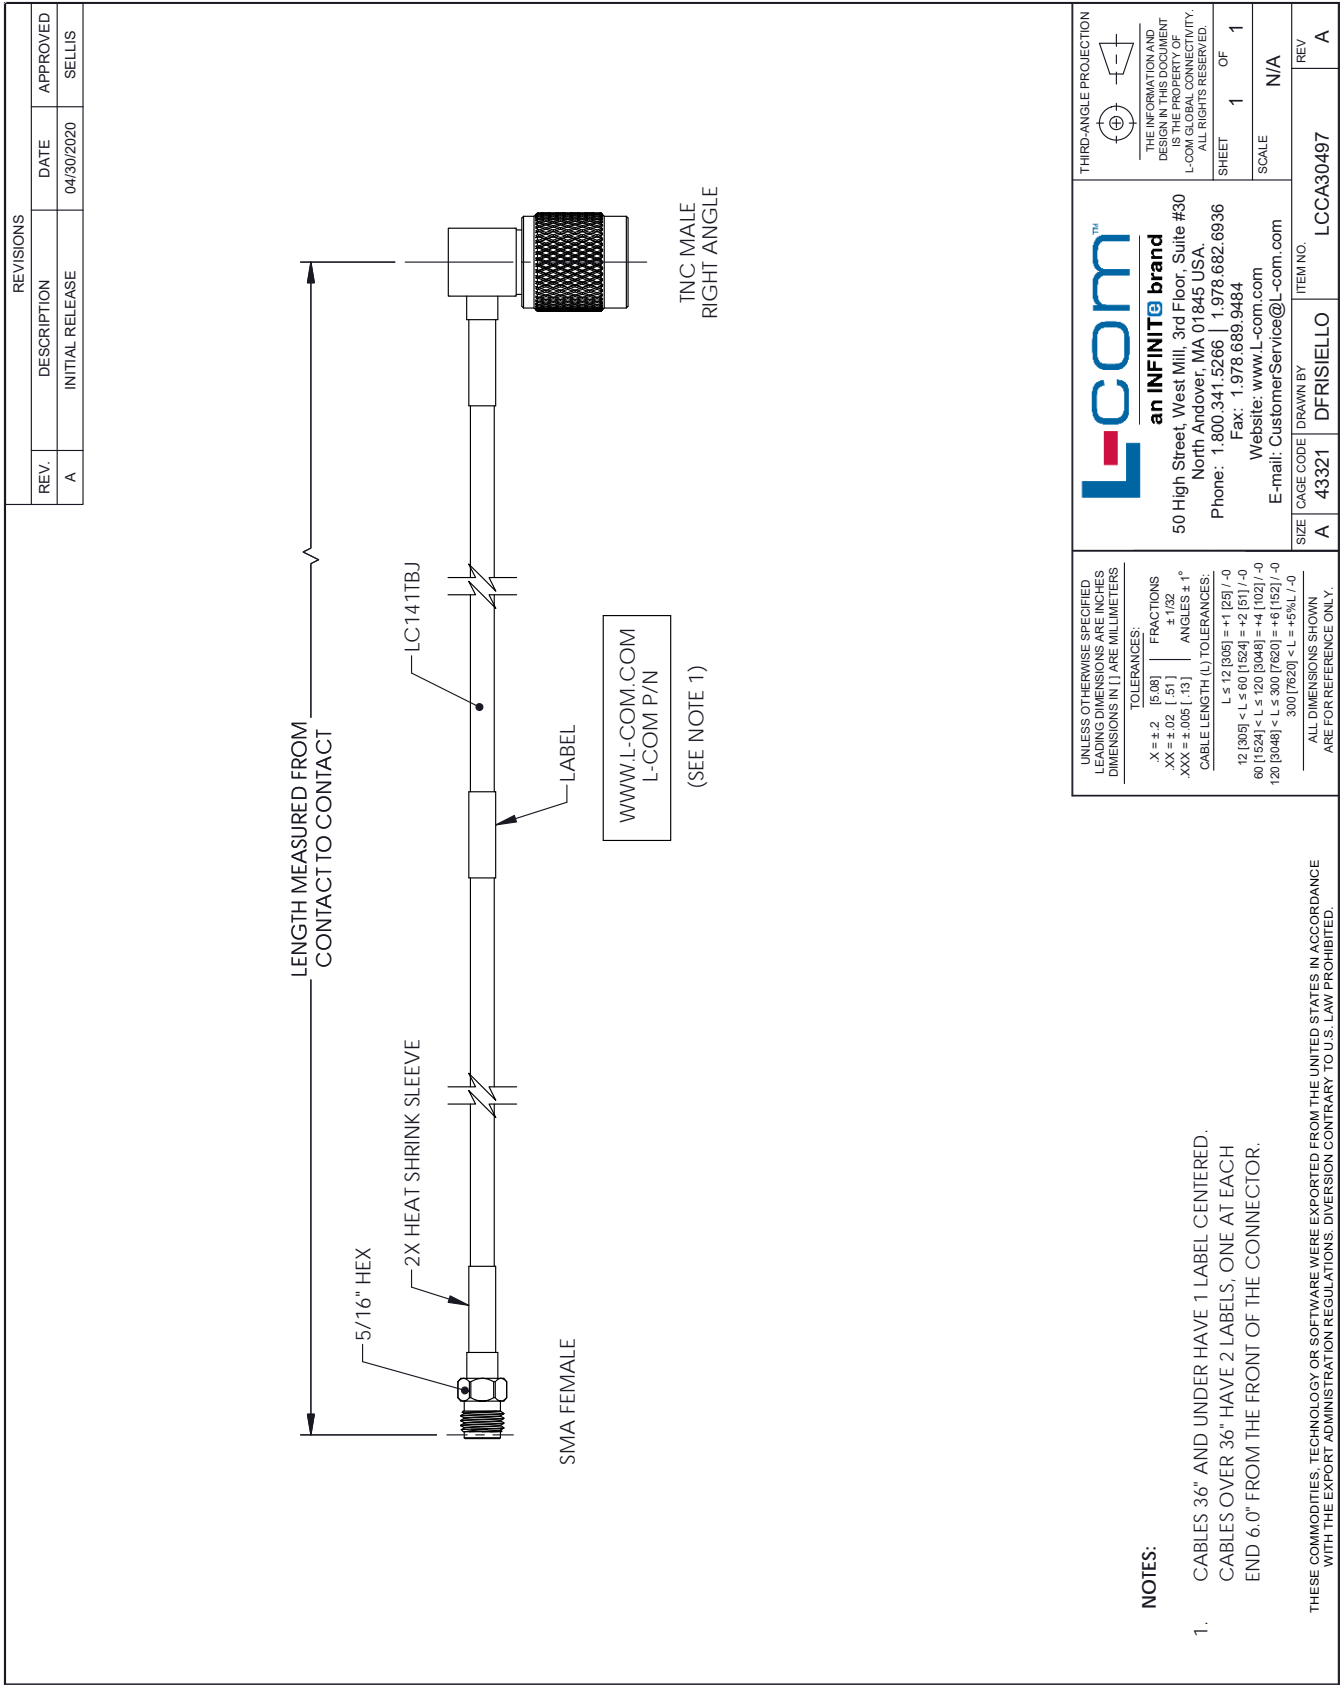 REVISIONS
REV. DESCRIPTION DATE APPROVED
A INITIAL RELEASE 04/30/2020 SELLIS
LENGTH MEASURED FROM
CONTACT TO CONTACT
5/16" HEX
2X HEAT SHRINK SLEEVE
LC141TBJ
LABEL
SMA FEMALE
WWW.L-COM.COM
L-COM P/N
(SEE NOTE 1)
TNC MALE
RIGHT ANGLE
NOTES:
1. CABLES 36" AND UNDER HAVE 1 LABEL CENTERED.
CABLES OVER 36" HAVE 2 LABELS, ONE AT EACH
END 6.0" FROM THE FRONT OF THE CONNECTOR.
THESE COMMODITIES, TECHNOLOGY OR SOFTWARE WERE EXPORTED FROM THE UNITED STATES IN ACCORDANCE
WITH THE EXPORT ADMINISTRATION REGULATIONS. DIVERSION CONTRARY TO U.S. LAW PROHIBITED.
UNLESS OTHERWISE SPECIFIED
LEADING DIMENSIONS ARE INCHES
DIMENSIONS IN [ ] ARE MILLIMETERS
TOLERANCES:
.X = ± .2 [5.08] FRACTIONS
.XX = ± .02 [ .51 ] ± 1/32
.XXX = ± .005 [ .13 ] ANGLES ± 1°
CABLE LENGTH (L) TOLERANCES:
L ≤ 12 [305] = +1 [25] / -0
12 [305] < L ≤ 60 [1524] = +2 [51] / -0
60 [1524] < L ≤ 120 [3048] = +4 [102] / -0
120 [3048] < L ≤ 300 [7620] = +6 [152] / -0
300 [7620] < L = +5%L / -0
ALL DIMENSIONS SHOWN
ARE FOR REFERENCE ONLY.
L-com™
an INFINITe brand
50 High Street, West Mill, 3rd Floor, Suite #30
North Andover, MA 01845 USA.
Phone: 1.800.341.5266 | 1.978.682.6936
Fax: 1.978.689.9484
Website: www.L-com.com
E-mail: CustomerService@L-com.com
THIRD-ANGLE PROJECTION
THE INFORMATION AND
DESIGN IN THIS DOCUMENT
IS THE PROPERTY OF
L-COM GLOBAL CONNECTIVITY.
ALL RIGHTS RESERVED.
SHEET 1 OF 1
SCALE N/A
SIZE CAGE CODE DRAWN BY ITEM NO. REV
A 43321 DFRISIELLO LCCA30497 A